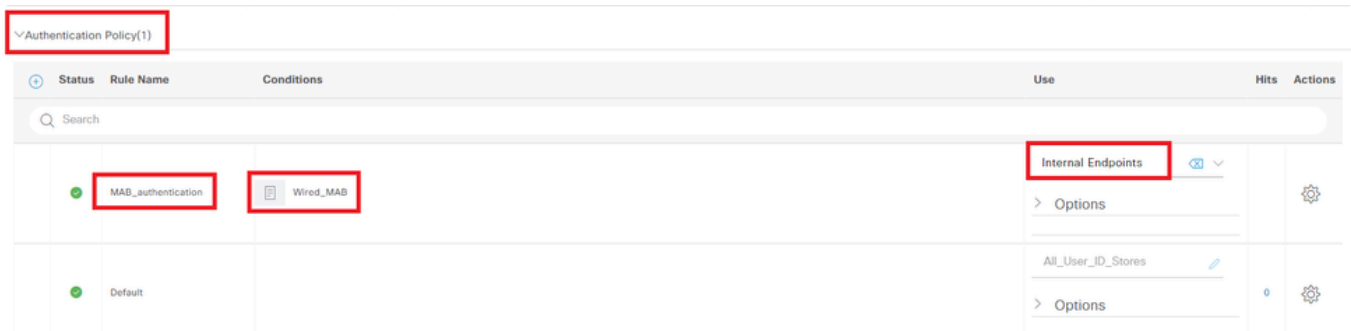 Authentication Policy(1)
Status Rule Name Conditions Use Hits Actions
Search
Internal Endpoints
MAB_authentication Wired_MAB
Options
All_User_ID_Stores
Default 0
Options